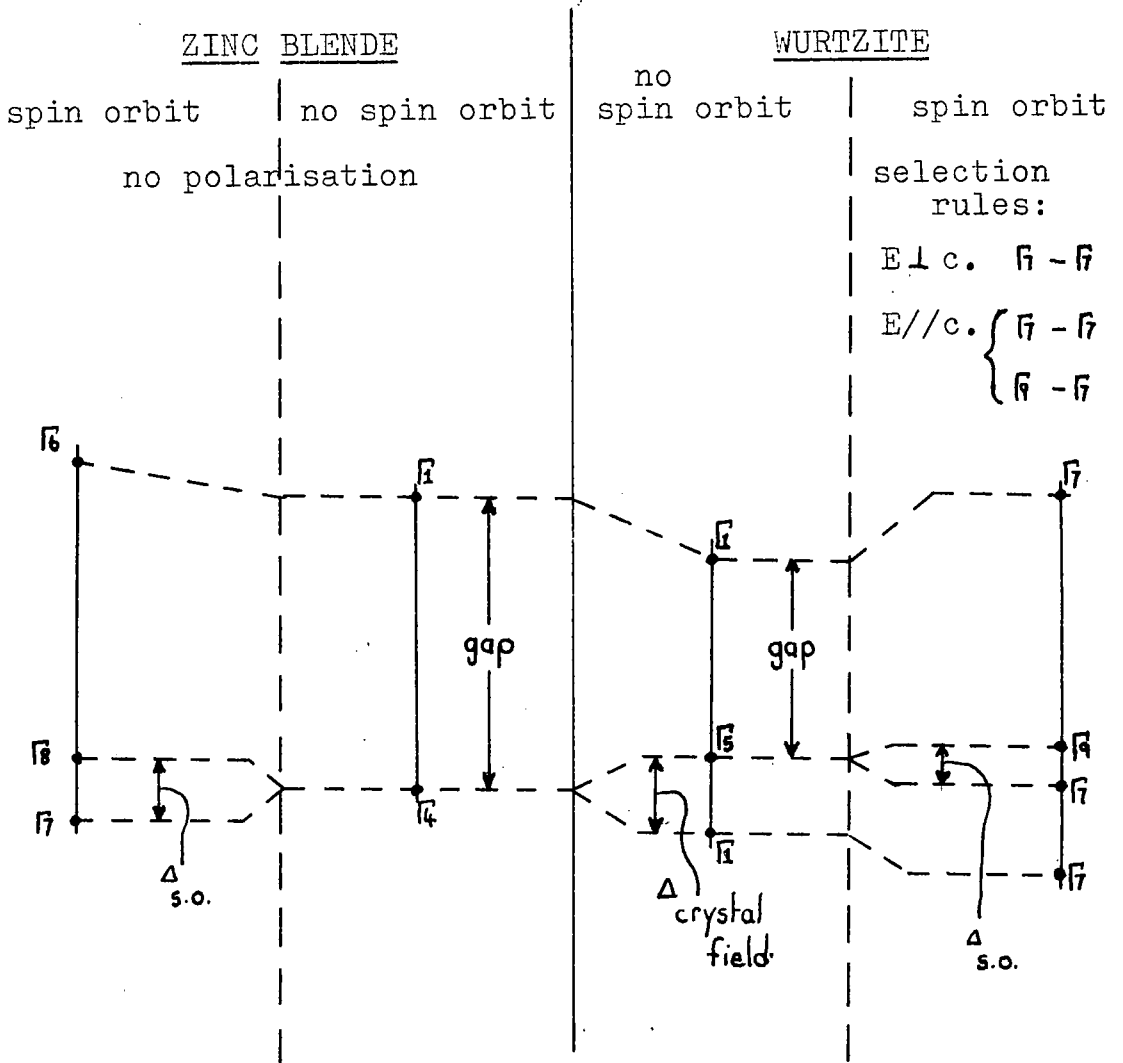 ZINC BLENDE
WURTZITE
spin orbit
no spin orbit
no
spin orbit
spin orbit
no polarisation
selection
rules:
E⊥c. Γ7 - Γ7
E//c. { Γ7 - Γ7
Γ9 - Γ7
Γ6
Γ1
Γ1
Γ7
gap
gap
Γ8
Γ7
Γ4
Γ5
Γ1
Γ9
Γ7
Γ7
Δ
s.o.
Δ
crystal
field.
Δ
s.o.